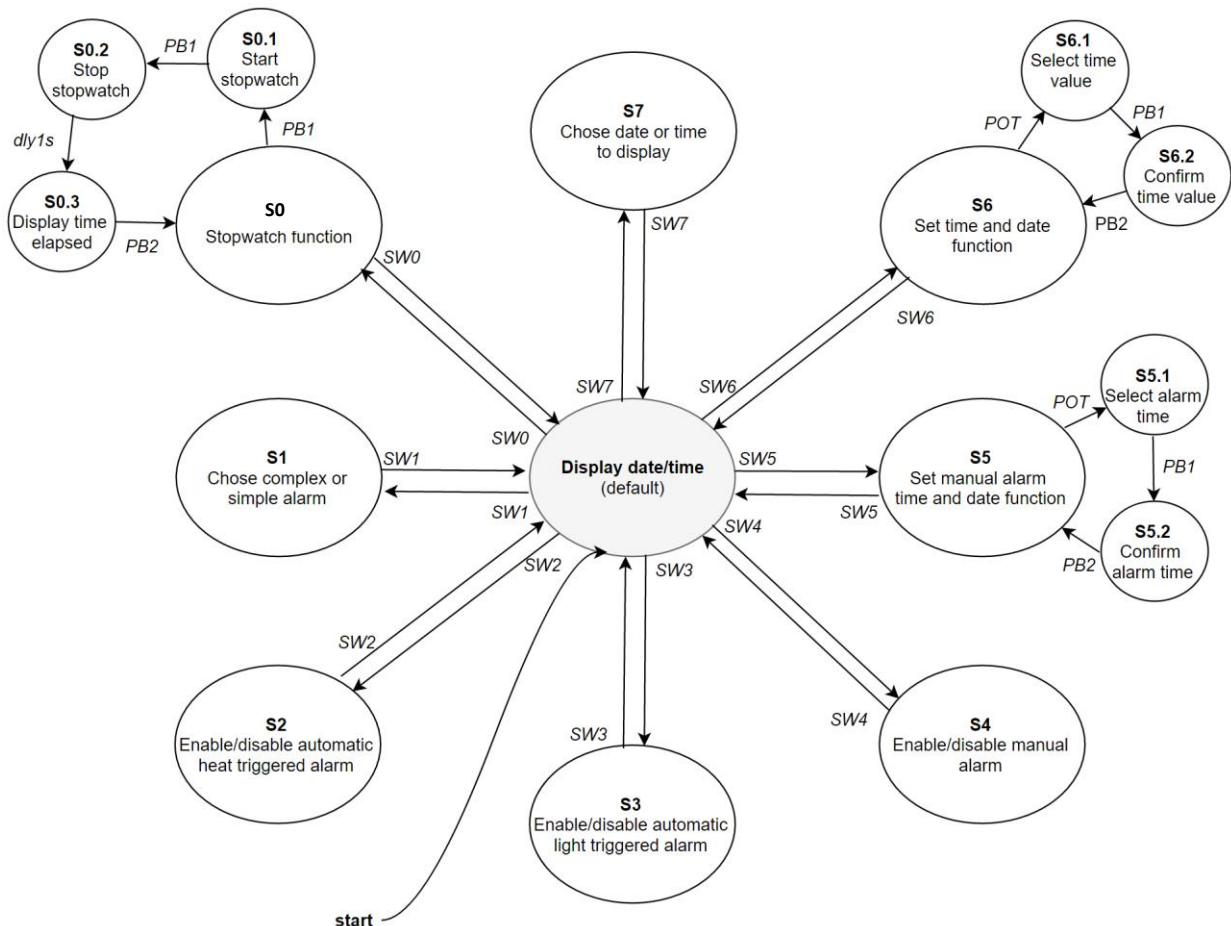 S0.1
Start
stopwatch
PB1
S0.2
Stop
stopwatch
dly1s
S0.3
Display time
elapsed
PB2
PB1
S0
Stopwatch function
SW0
SW0
S7
Chose date or time
to display
SW7
SW7
S6.1
Select time
value
PB1
POT
S6.2
Confirm
time value
PB2
S6
Set time and date
function
SW6
SW6
S1
Chose complex or
simple alarm
SW1
SW1
Display date/time
(default)
SW5
SW5
S5
Set manual alarm
time and date function
POT
S5.1
Select alarm
time
PB1
S5.2
Confirm
alarm time
PB2
SW2
SW2
S2
Enable/disable automatic
heat triggered alarm
SW3
SW3
S3
Enable/disable automatic
light triggered alarm
SW4
SW4
S4
Enable/disable manual
alarm
start